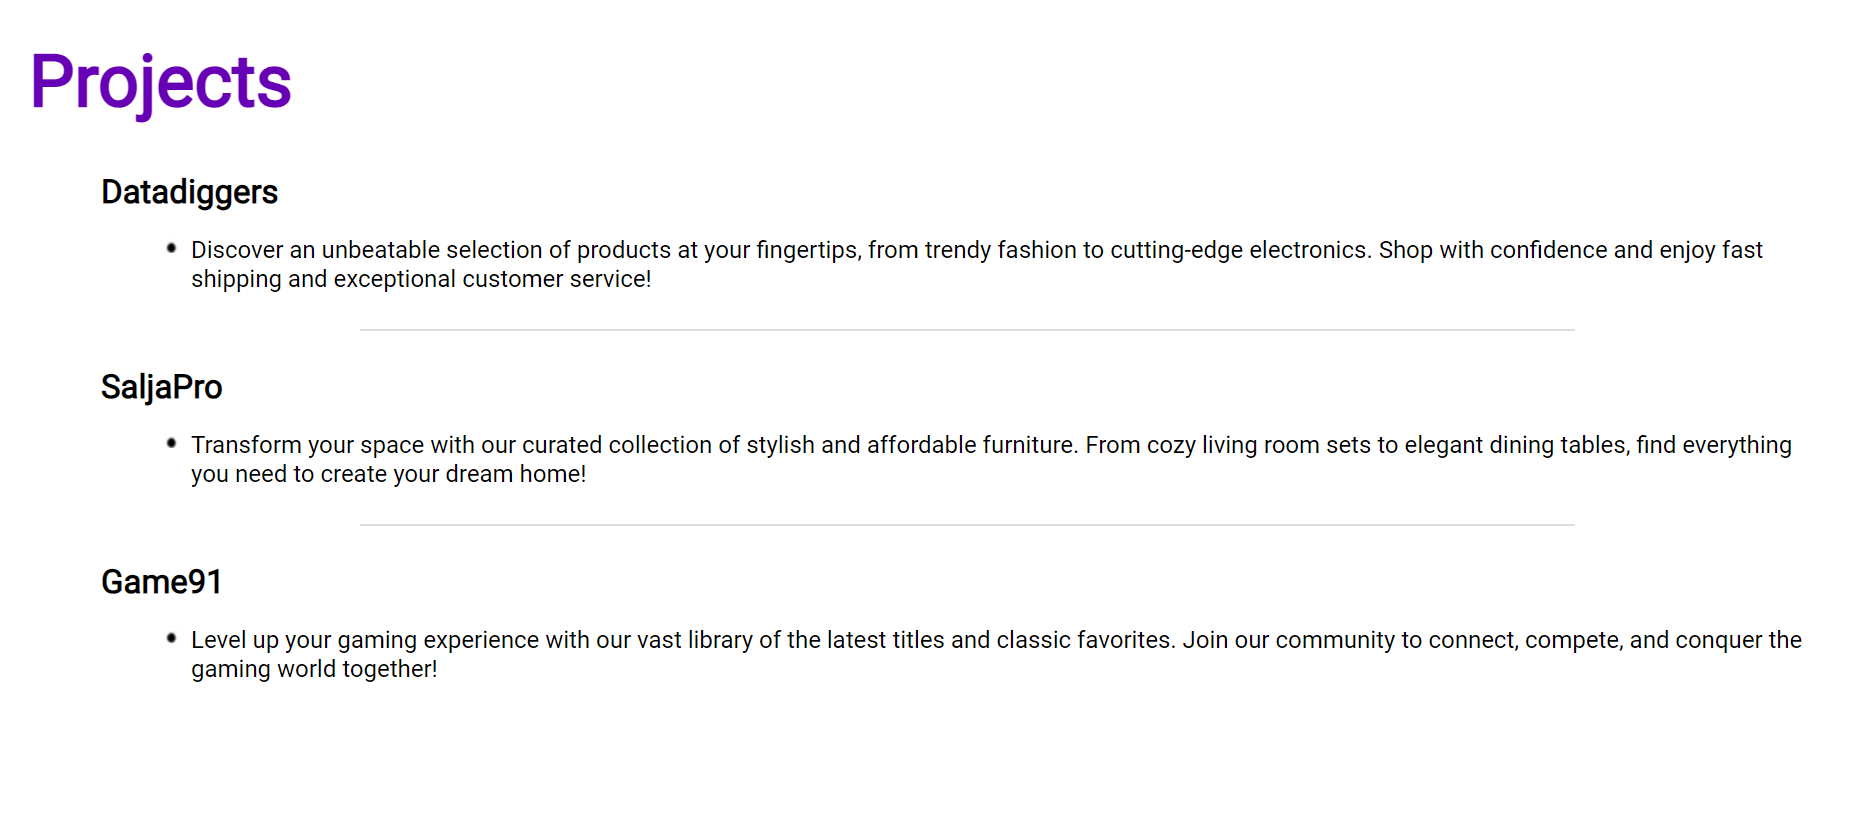 Projects
Datadiggers
Discover an unbeatable selection of products at your fingertips, from trendy fashion to cutting-edge electronics. Shop with confidence and enjoy fast
shipping and exceptional customer service!
SaljaPro
Transform your space with our curated collection of stylish and affordable furniture. From cozy living room sets to elegant dining tables, find everything
you need to create your dream home!
Game91
Level up your gaming experience with our vast library of the latest titles and classic favorites. Join our community to connect, compete, and conquer the
gaming world together!